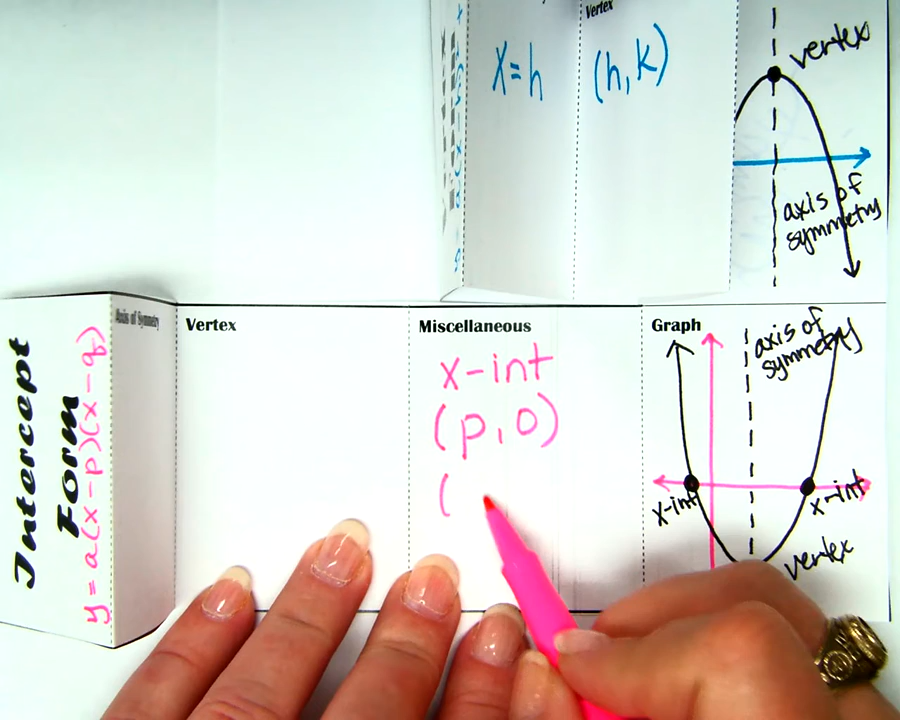 Vertex
X=h
(h,k)
vertex
axis of
symmetry
Intercept
Form
y=a(x-p)(x-q)
Axis of Symmetry
Vertex
Miscellaneous
x-int
(p,0)
(
Graph
axis of
symmetry
x-int
x-int
vertex